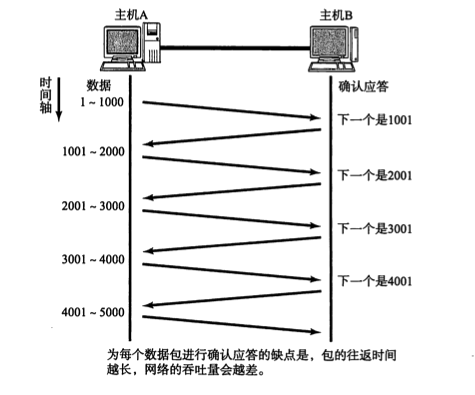 主机A
主机B
时间轴
数据
确认应答
1~1000
下一个是1001
1001~2000
下一个是2001
2001~3000
下一个是3001
3001~4000
下一个是4001
4001~5000
为每个数据包进行确认应答的缺点是，包的往返时间
越长，网络的吞吐量会越差。